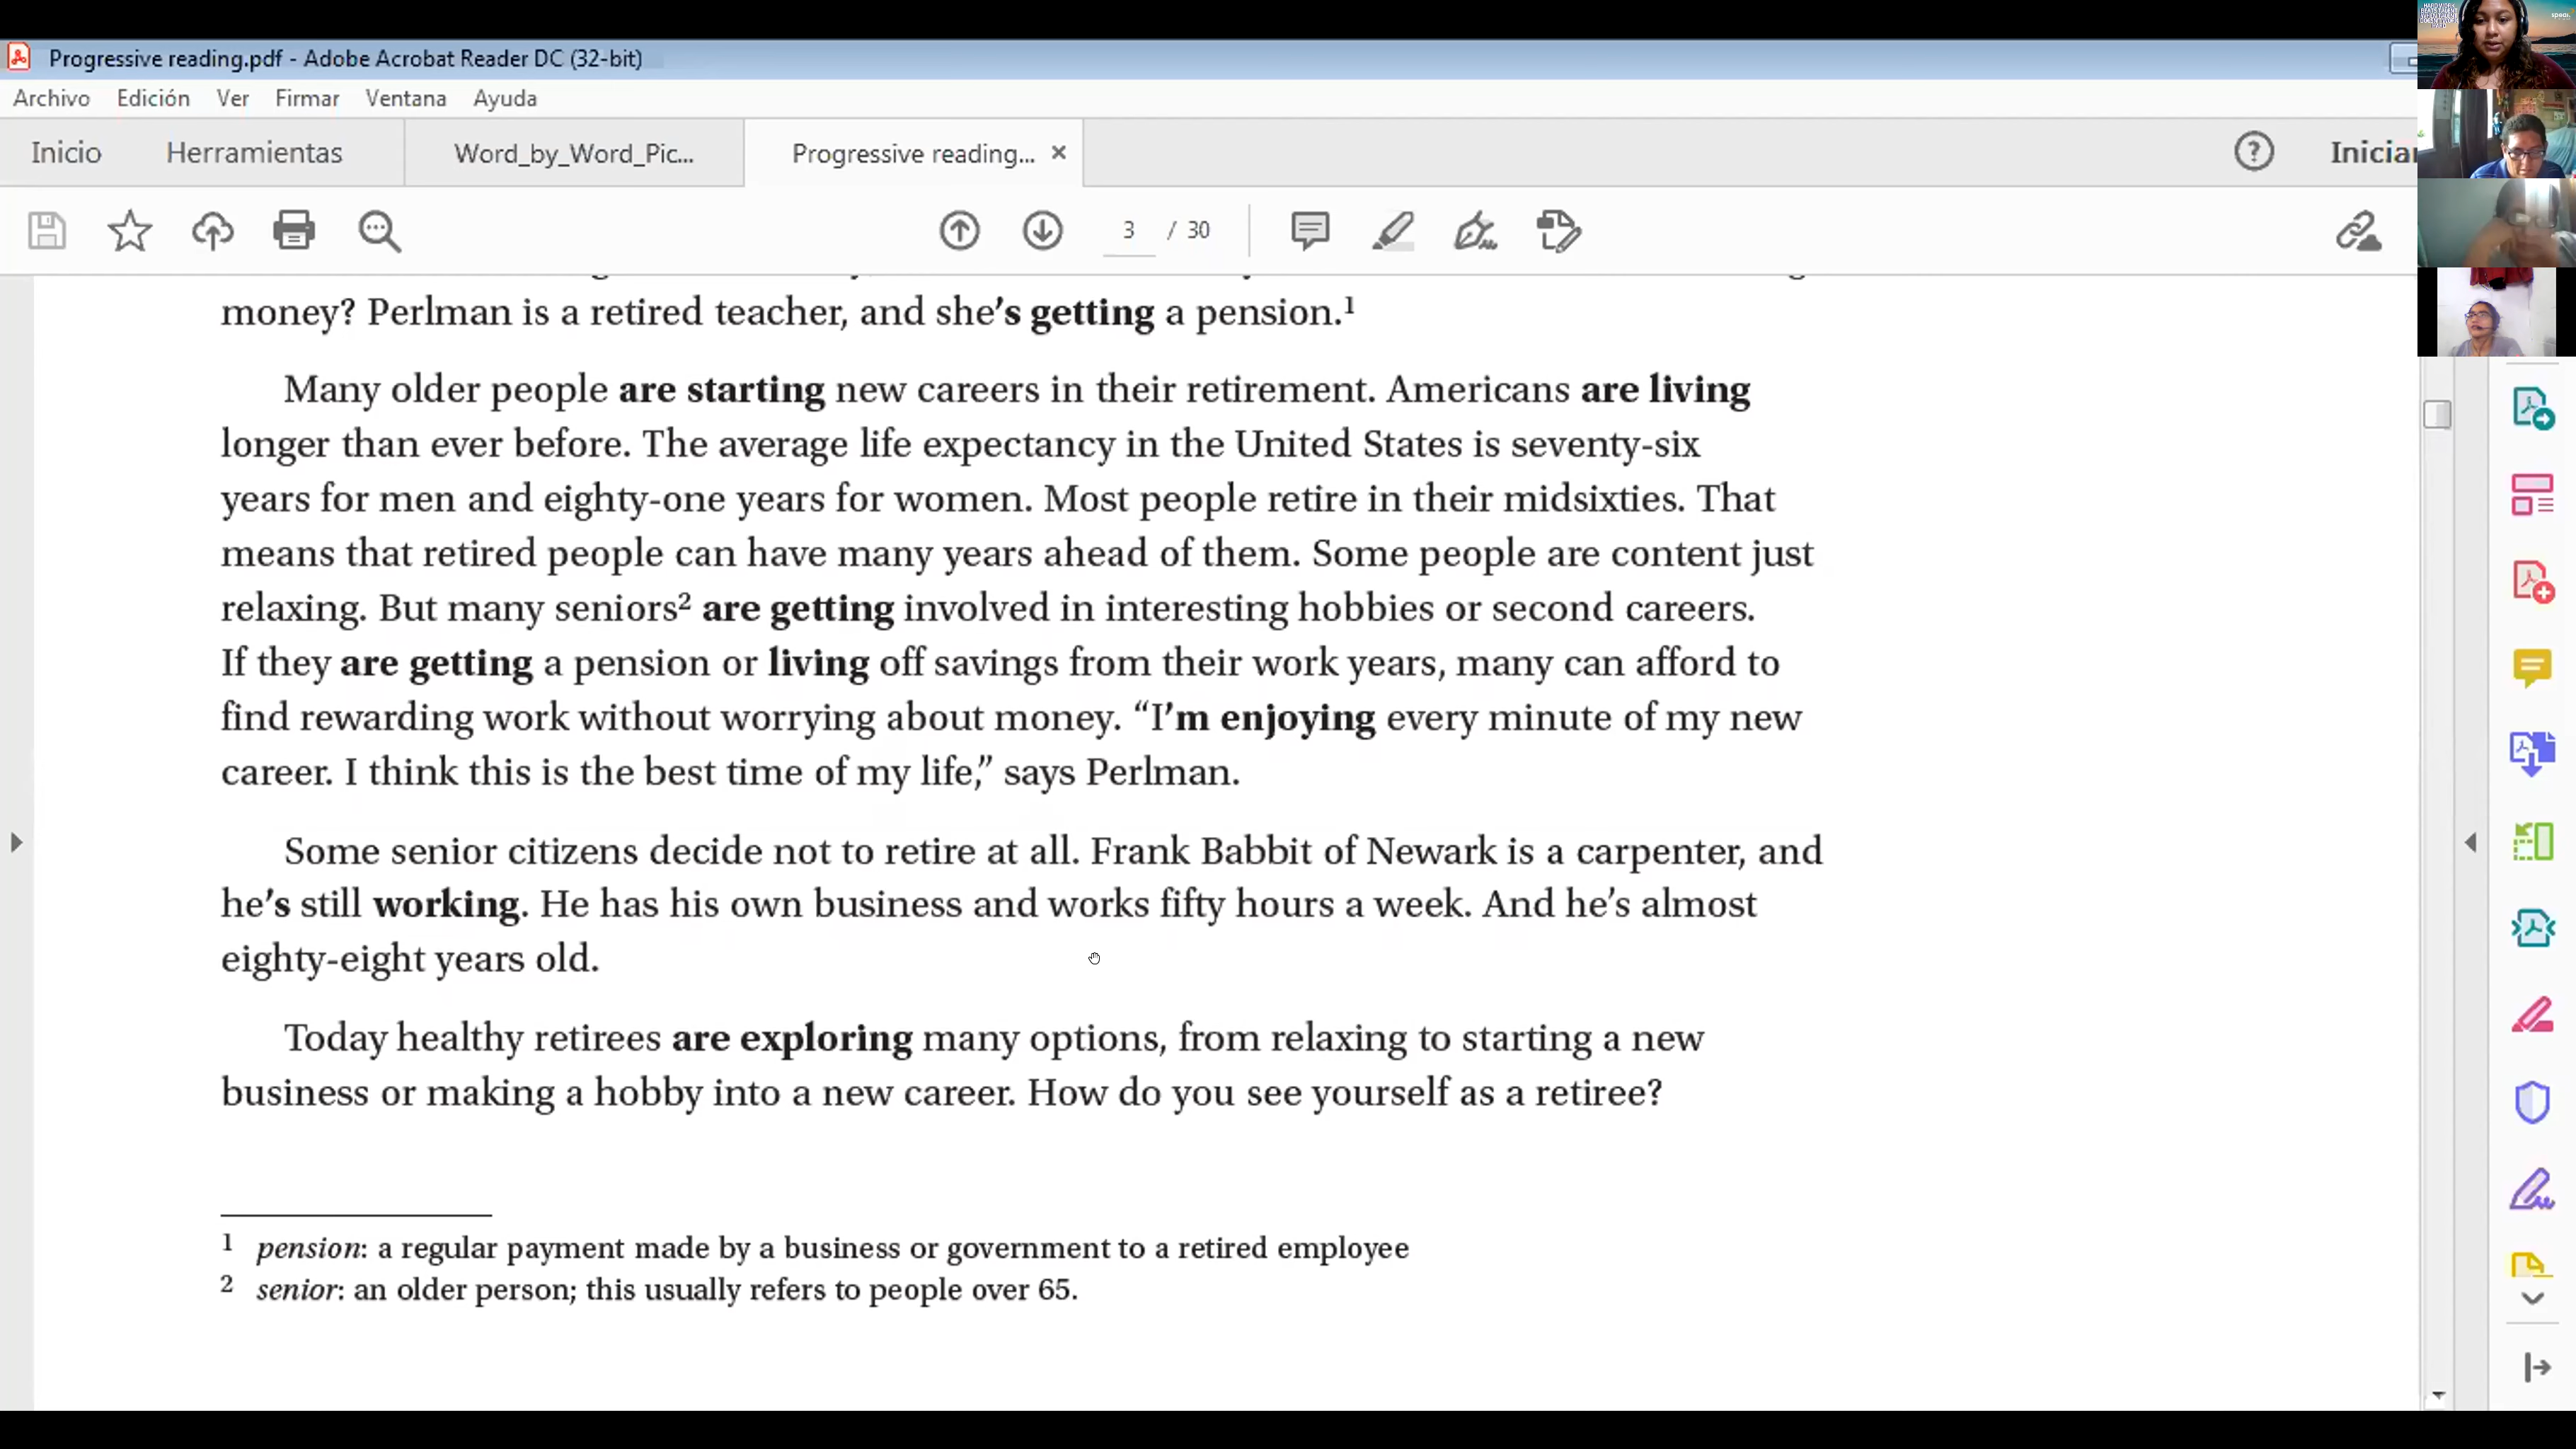 Progressive reading.pdf - Adobe Acrobat Reader DC (32-bit)
Archivo Edición Ver Firmar Ventana Ayuda
Inicio Herramientas Word_by_Word_Pic... Progressive reading... × ? Iniciar
3 / 30
money? Perlman is a retired teacher, and she's getting a pension.¹
Many older people are starting new careers in their retirement. Americans are living
longer than ever before. The average life expectancy in the United States is seventy-six
years for men and eighty-one years for women. Most people retire in their midsixties. That
means that retired people can have many years ahead of them. Some people are content just
relaxing. But many seniors² are getting involved in interesting hobbies or second careers.
If they are getting a pension or living off savings from their work years, many can afford to
find rewarding work without worrying about money. “I'm enjoying every minute of my new
career. I think this is the best time of my life,” says Perlman.
Some senior citizens decide not to retire at all. Frank Babbit of Newark is a carpenter, and
he's still working. He has his own business and works fifty hours a week. And he's almost
eighty-eight years old.
Today healthy retirees are exploring many options, from relaxing to starting a new
business or making a hobby into a new career. How do you see yourself as a retiree?
1 pension: a regular payment made by a business or government to a retired employee
2 senior: an older person; this usually refers to people over 65.